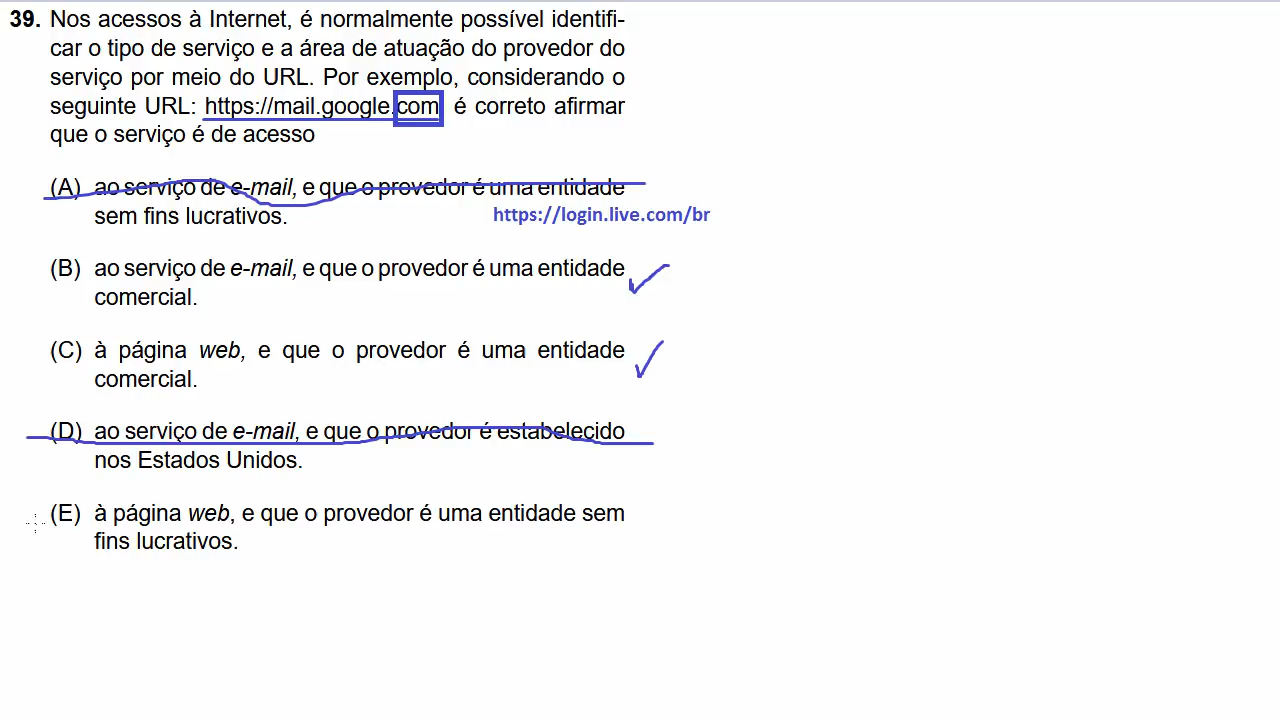 39. Nos acessos à Internet, é normalmente possível identifi-
car o tipo de serviço e a área de atuação do provedor do
serviço por meio do URL. Por exemplo, considerando o
seguinte URL: https://mail.google.com é correto afirmar
que o serviço é de acesso
(A) ao serviço de e-mail, e que o provedor é uma entidade
sem fins lucrativos.
https://login.live.com/br
(B) ao serviço de e-mail, e que o provedor é uma entidade
comercial.
(C) à página web, e que o provedor é uma entidade
comercial.
(D) ao serviço de e-mail, e que o provedor é estabelecido
nos Estados Unidos.
(E) à página web, e que o provedor é uma entidade sem
fins lucrativos.